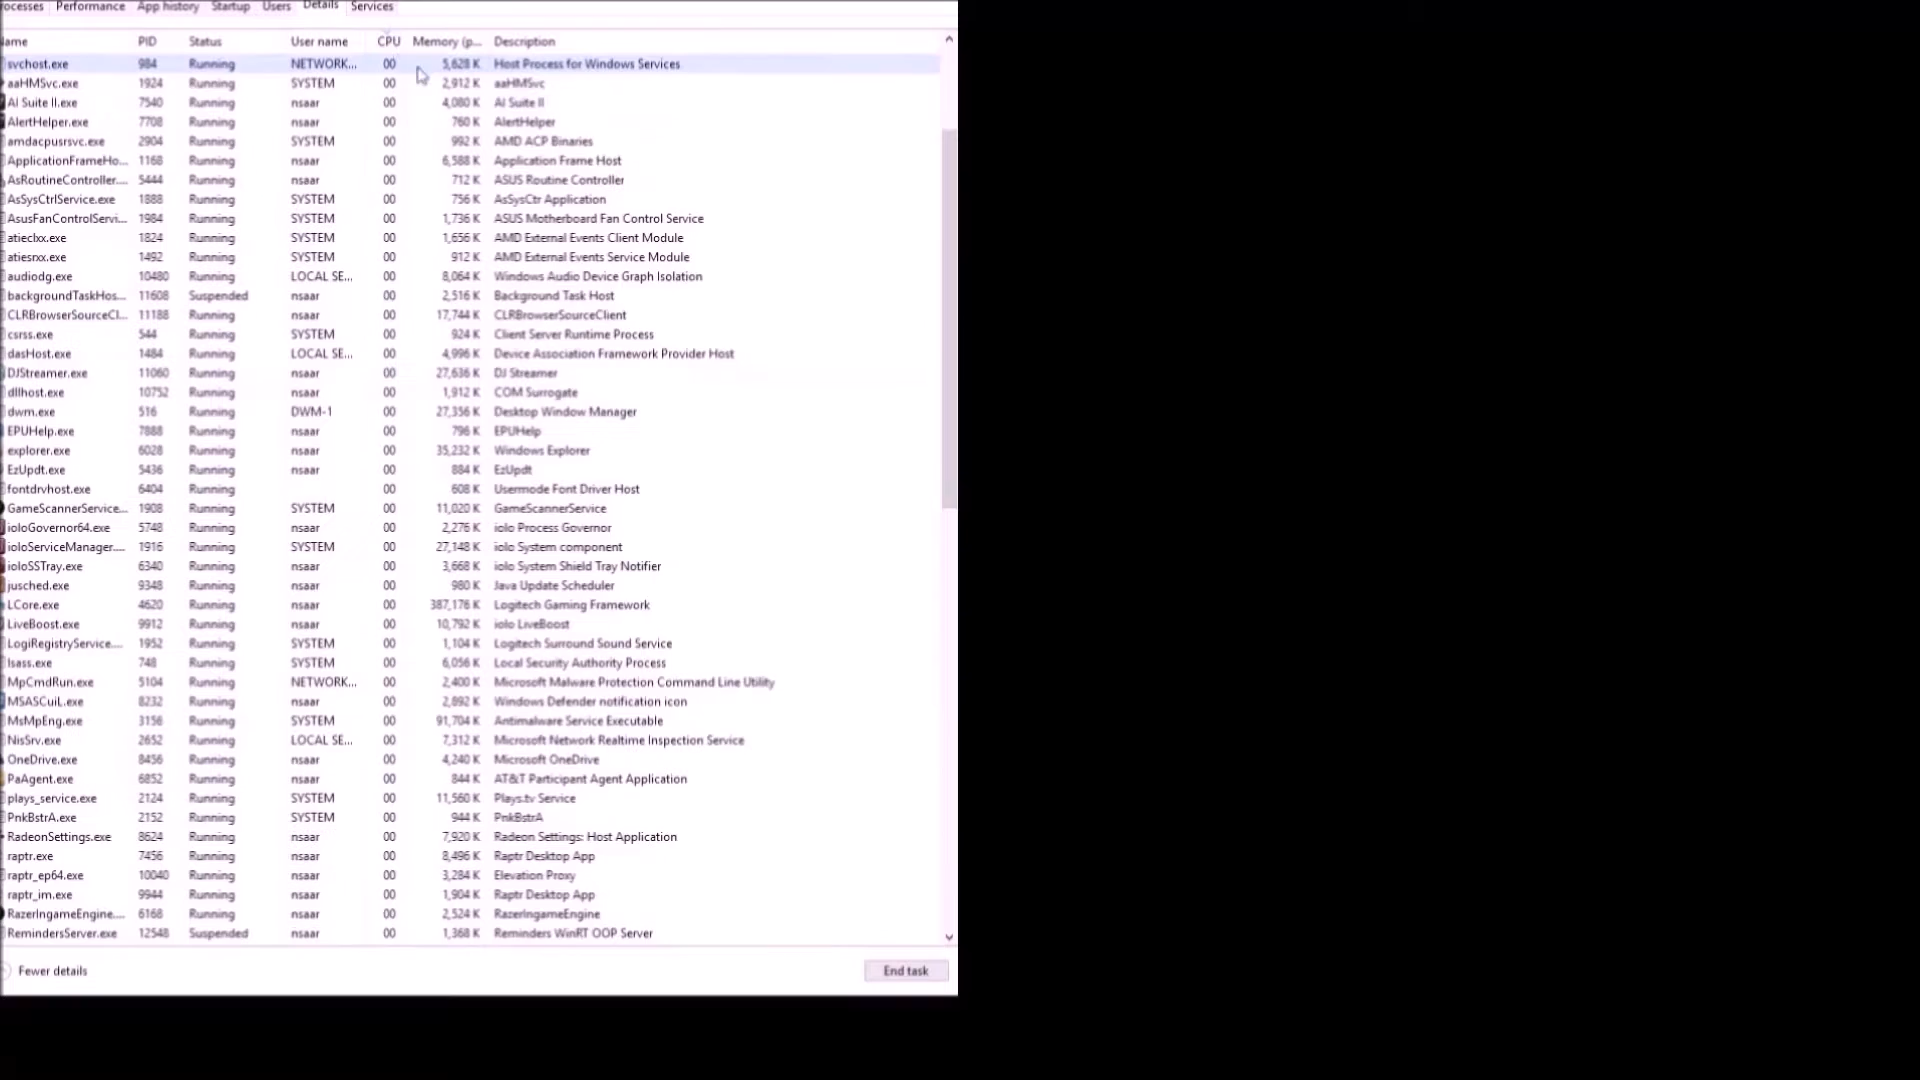 ocesses Performance App history Startup Users Details Services
ame PID Status User name CPU Memory (p... Description
svchost.exe 984 Running NETWORK... 00 5,628 K Host Process for Windows Services
aaHMSvc.exe 1924 Running SYSTEM 00 2,912 K aaHMSvc
AI Suite II.exe 7540 Running nsaar 00 4,080 K AI Suite II
AlertHelper.exe 7708 Running nsaar 00 760 K AlertHelper
amdacpusrsvc.exe 2904 Running SYSTEM 00 992 K AMD ACP Binaries
ApplicationFrameHo... 1168 Running nsaar 00 6,588 K Application Frame Host
AsRoutineController.... 5444 Running nsaar 00 712 K ASUS Routine Controller
AsSysCtrlService.exe 1888 Running SYSTEM 00 756 K AsSysCtr Application
AsusFanControlServi... 1984 Running SYSTEM 00 1,736 K ASUS Motherboard Fan Control Service
atieclxx.exe 1824 Running SYSTEM 00 1,656 K AMD External Events Client Module
atiesrxx.exe 1492 Running SYSTEM 00 912 K AMD External Events Service Module
audiodg.exe 10480 Running LOCAL SE... 00 8,064 K Windows Audio Device Graph Isolation
backgroundTaskHos... 11608 Suspended nsaar 00 2,516 K Background Task Host
CLRBrowserSourceCl... 11188 Running nsaar 00 17,744 K CLRBrowserSourceClient
csrss.exe 544 Running SYSTEM 00 924 K Client Server Runtime Process
dasHost.exe 1484 Running LOCAL SE... 00 4,996 K Device Association Framework Provider Host
DJStreamer.exe 11060 Running nsaar 00 27,636 K DJ Streamer
dllhost.exe 10752 Running nsaar 00 1,912 K COM Surrogate
dwm.exe 516 Running DWM-1 00 27,356 K Desktop Window Manager
EPUHelp.exe 7888 Running nsaar 00 796 K EPUHelp
explorer.exe 6028 Running nsaar 00 35,232 K Windows Explorer
EzUpdt.exe 5436 Running nsaar 00 884 K EzUpdt
fontdrvhost.exe 6404 Running 00 608 K Usermode Font Driver Host
GameScannerService... 1908 Running SYSTEM 00 11,020 K GameScannerService
ioloGovernor64.exe 5748 Running nsaar 00 2,276 K iolo Process Governor
ioloServiceManager.... 1916 Running SYSTEM 00 27,148 K iolo System component
ioloSSTray.exe 6340 Running nsaar 00 3,668 K iolo System Shield Tray Notifier
jusched.exe 9348 Running nsaar 00 980 K Java Update Scheduler
LCore.exe 4620 Running nsaar 00 387,176 K Logitech Gaming Framework
LiveBoost.exe 9912 Running nsaar 00 10,792 K iolo LiveBoost
LogiRegistryService.... 1952 Running SYSTEM 00 1,104 K Logitech Surround Sound Service
lsass.exe 748 Running SYSTEM 00 6,056 K Local Security Authority Process
MpCmdRun.exe 5104 Running NETWORK... 00 2,400 K Microsoft Malware Protection Command Line Utility
MSASCuiL.exe 8232 Running nsaar 00 2,892 K Windows Defender notification icon
MsMpEng.exe 3156 Running SYSTEM 00 91,704 K Antimalware Service Executable
NisSrv.exe 2652 Running LOCAL SE... 00 7,312 K Microsoft Network Realtime Inspection Service
OneDrive.exe 8456 Running nsaar 00 4,240 K Microsoft OneDrive
PaAgent.exe 6852 Running nsaar 00 844 K AT&T Participant Agent Application
plays_service.exe 2124 Running SYSTEM 00 11,560 K Plays.tv Service
PnkBstrA.exe 2152 Running SYSTEM 00 944 K PnkBstrA
RadeonSettings.exe 8624 Running nsaar 00 7,920 K Radeon Settings: Host Application
raptr.exe 7456 Running nsaar 00 8,496 K Raptr Desktop App
raptr_ep64.exe 10040 Running nsaar 00 3,284 K Elevation Proxy
raptr_im.exe 9944 Running nsaar 00 1,904 K Raptr Desktop App
RazerIngameEngine.... 6168 Running nsaar 00 2,524 K RazerIngameEngine
RemindersServer.exe 12548 Suspended nsaar 00 1,368 K Reminders WinRT OOP Server
Fewer details End task